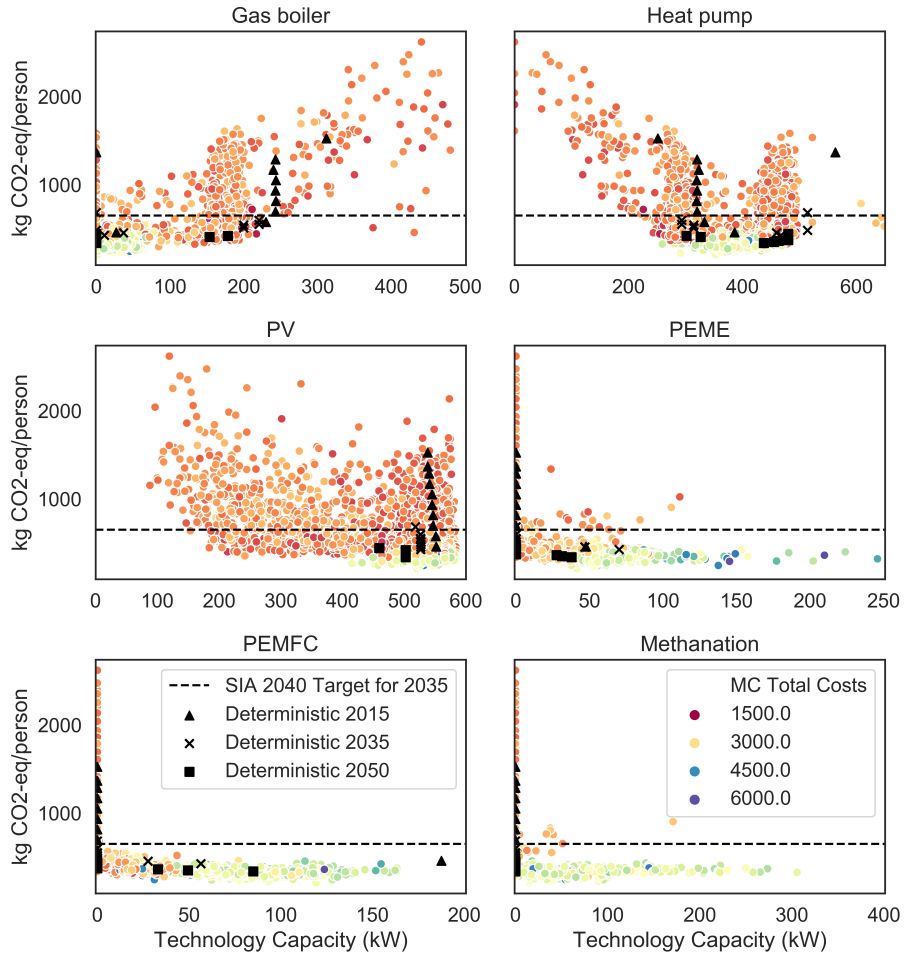 Gas boiler
Heat pump
kg CO2-eq/person
2000
1000
0 100 200 300 400 500
0 200 400 600
PV
PEME
kg CO2-eq/person
2000
1000
0 100 200 300 400 500 600
0 50 100 150 200 250
PEMFC
Methanation
kg CO2-eq/person
2000
1000
SIA 2040 Target for 2035
Deterministic 2015
Deterministic 2035
Deterministic 2050
MC Total Costs
1500.0
3000.0
4500.0
6000.0
0 50 100 150 200
0 100 200 300 400
Technology Capacity (kW)
Technology Capacity (kW)